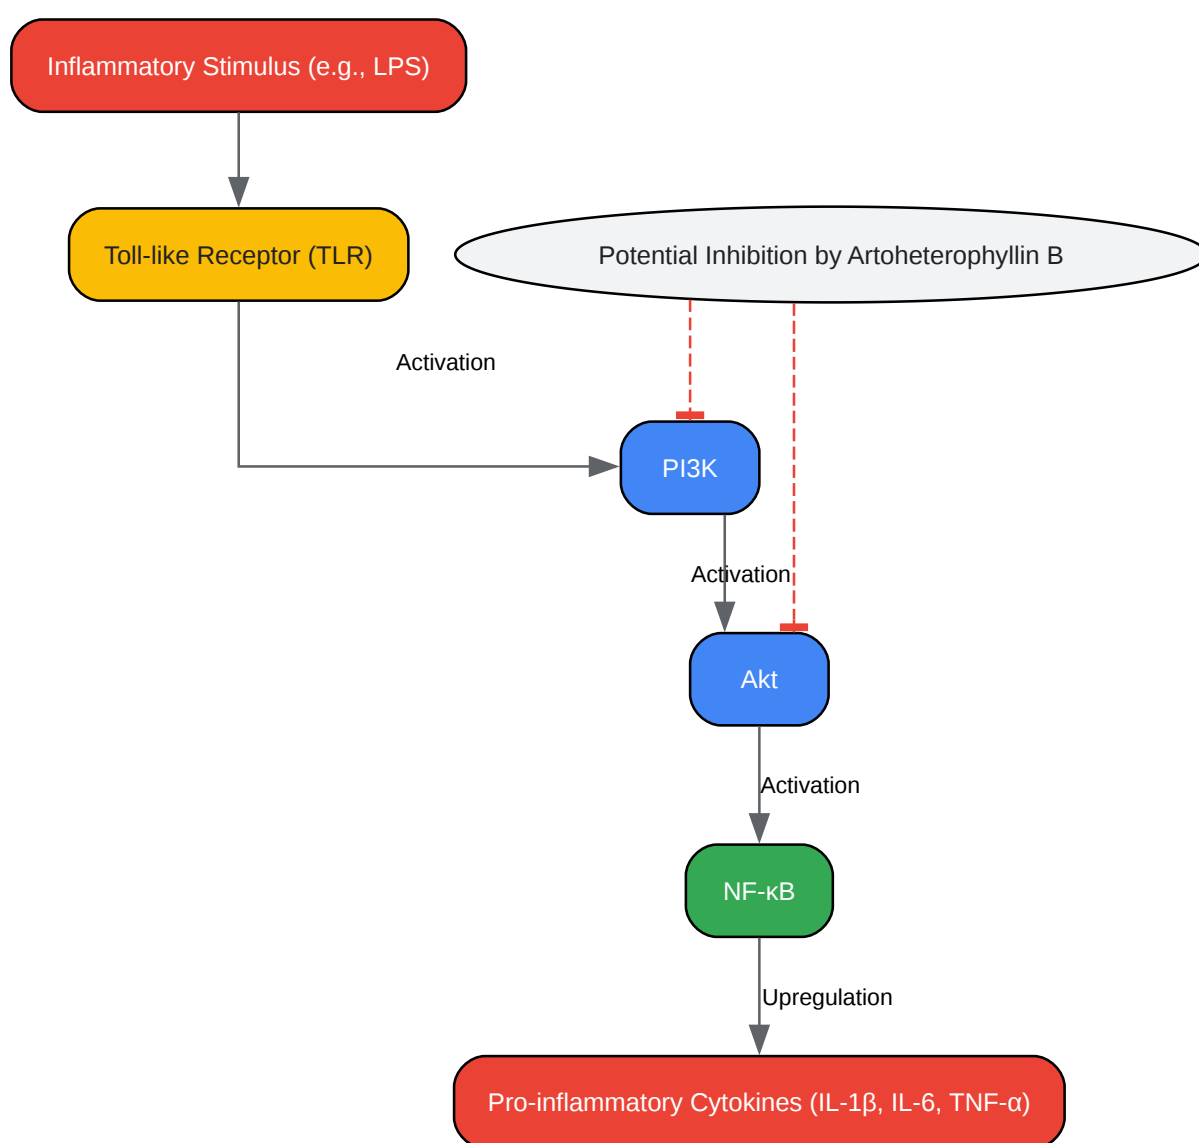 Inflammatory Stimulus (e.g., LPS)
Toll-like Receptor (TLR)
Potential Inhibition by Artoheterophyllin B
Activation
PI3K
Activation
Akt
Activation
NF-κB
Upregulation
Pro-inflammatory Cytokines (IL-1β, IL-6, TNF-α)